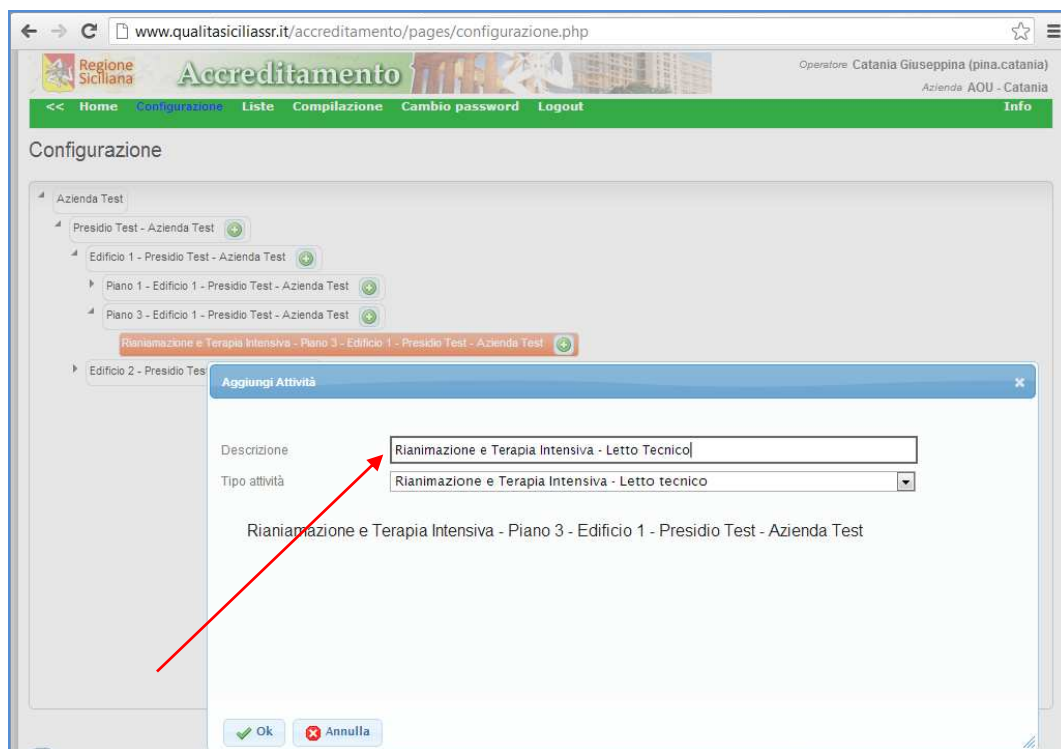 www.qualitasiciliassr.it/accreditamento/pages/configurazione.php
Regione
Siciliana
Accreditamento
Operatore Catania Giuseppina (pina.catania)
Azienda AOU - Catania
<< Home Configurazione Liste Compilazione Cambio password Logout Info
Configurazione
Azienda Test
Presidio Test - Azienda Test
Edificio 1 - Presidio Test - Azienda Test
Piano 1 - Edificio 1 - Presidio Test - Azienda Test
Piano 3 - Edificio 1 - Presidio Test - Azienda Test
Rianiamazione e Terapia Intensiva - Piano 3 - Edificio 1 - Presidio Test - Azienda Test
Edificio 2 - Presidio Tes
Aggiungi Attività
Descrizione Rianimazione e Terapia Intensiva - Letto Tecnico
Tipo attività Rianimazione e Terapia Intensiva - Letto tecnico
Rianiamazione e Terapia Intensiva - Piano 3 - Edificio 1 - Presidio Test - Azienda Test
Ok Annulla